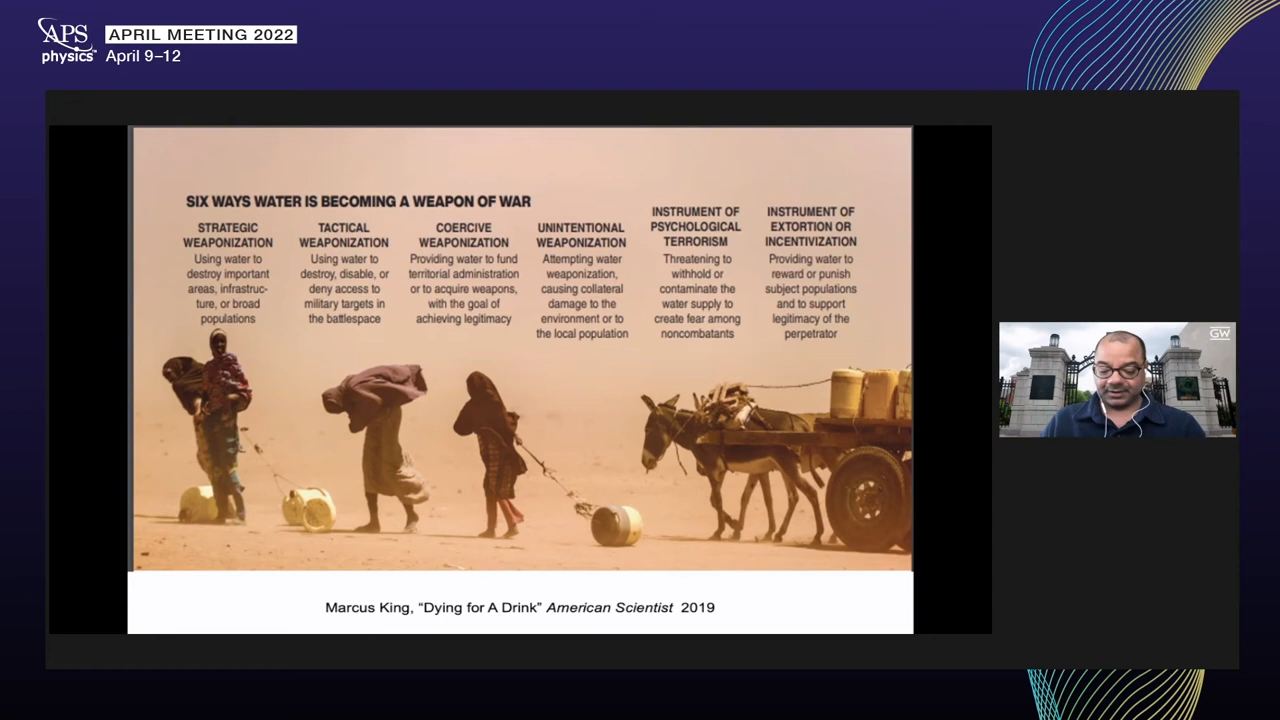 APS
physics
APRIL MEETING 2022
April 9–12
SIX WAYS WATER IS BECOMING A WEAPON OF WAR
STRATEGIC
WEAPONIZATION
Using water to
destroy important
areas, infrastruc-
ture, or broad
populations
TACTICAL
WEAPONIZATION
Using water to
destroy, disable, or
deny access to
military targets in
the battlespace
COERCIVE
WEAPONIZATION
Providing water to fund
territorial administration
or to acquire weapons,
with the goal of
achieving legitimacy
UNINTENTIONAL
WEAPONIZATION
Attempting water
weaponization,
causing collateral
damage to the
environment or to
the local population
INSTRUMENT OF
PSYCHOLOGICAL
TERRORISM
Threatening to
withhold or
contaminate the
water supply to
create fear among
noncombatants
INSTRUMENT OF
EXTORTION OR
INCENTIVIZATION
Providing water to
reward or punish
subject populations
and to support
legitimacy of the
perpetrator
Marcus King, “Dying for A Drink” American Scientist 2019
GW